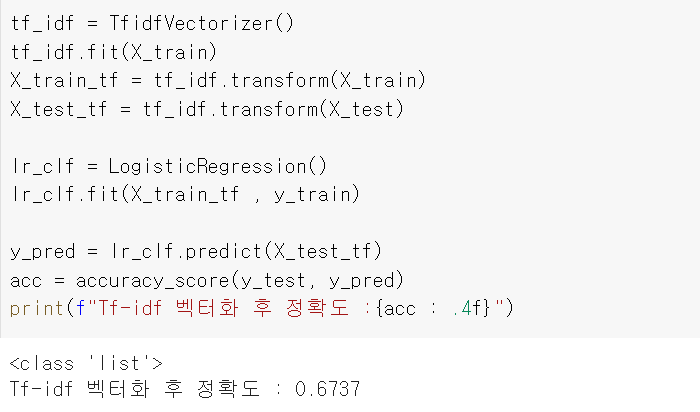 tf_idf = TfidfVectorizer()
tf_idf.fit(X_train)
X_train_tf = tf_idf.transform(X_train)
X_test_tf = tf_idf.transform(X_test)
lr_clf = LogisticRegression()
lr_clf.fit(X_train_tf , y_train)
y_pred = lr_clf.predict(X_test_tf)
acc = accuracy_score(y_test, y_pred)
print(f"Tf-idf 벡터화 후 정확도 :{acc : .4f}")
<class 'list'>
Tf-idf 벡터화 후 정확도 : 0.6737